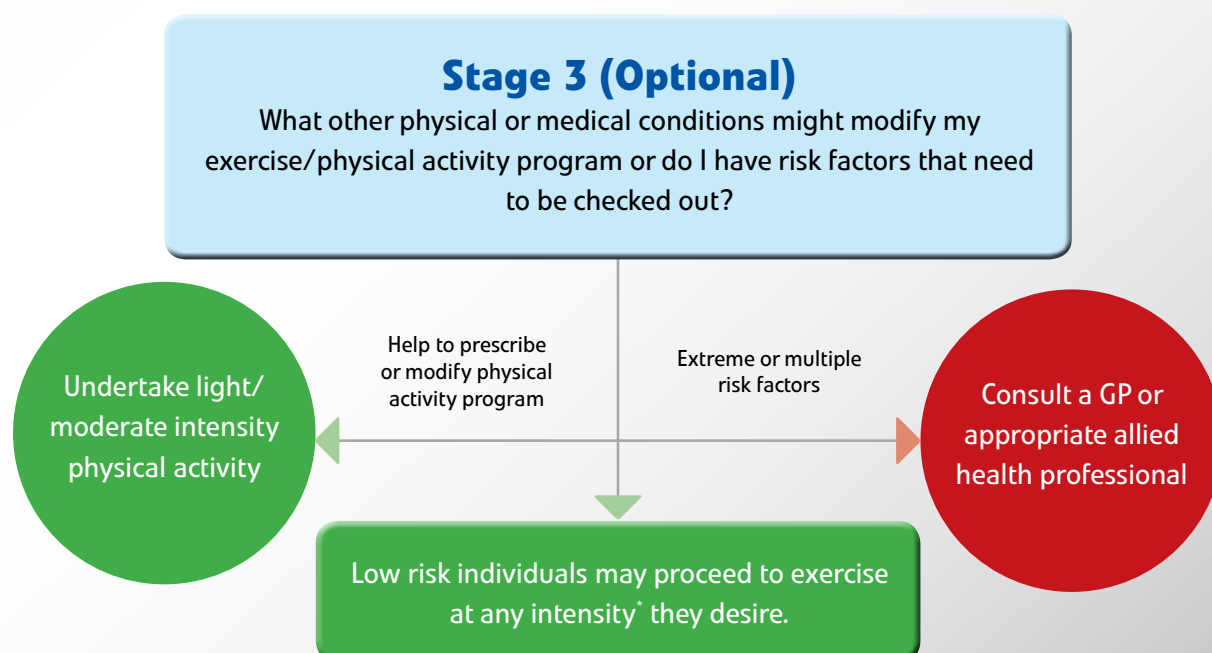 Stage 3 (Optional)
What other physical or medical conditions might modify my
exercise/physical activity program or do I have risk factors that need
to be checked out?
Help to prescribe
or modify physical
activity program
Extreme or multiple
risk factors
Undertake light/
moderate intensity
physical activity
Consult a GP or
appropriate allied
health professional
Low risk individuals may proceed to exercise
at any intensity* they desire.